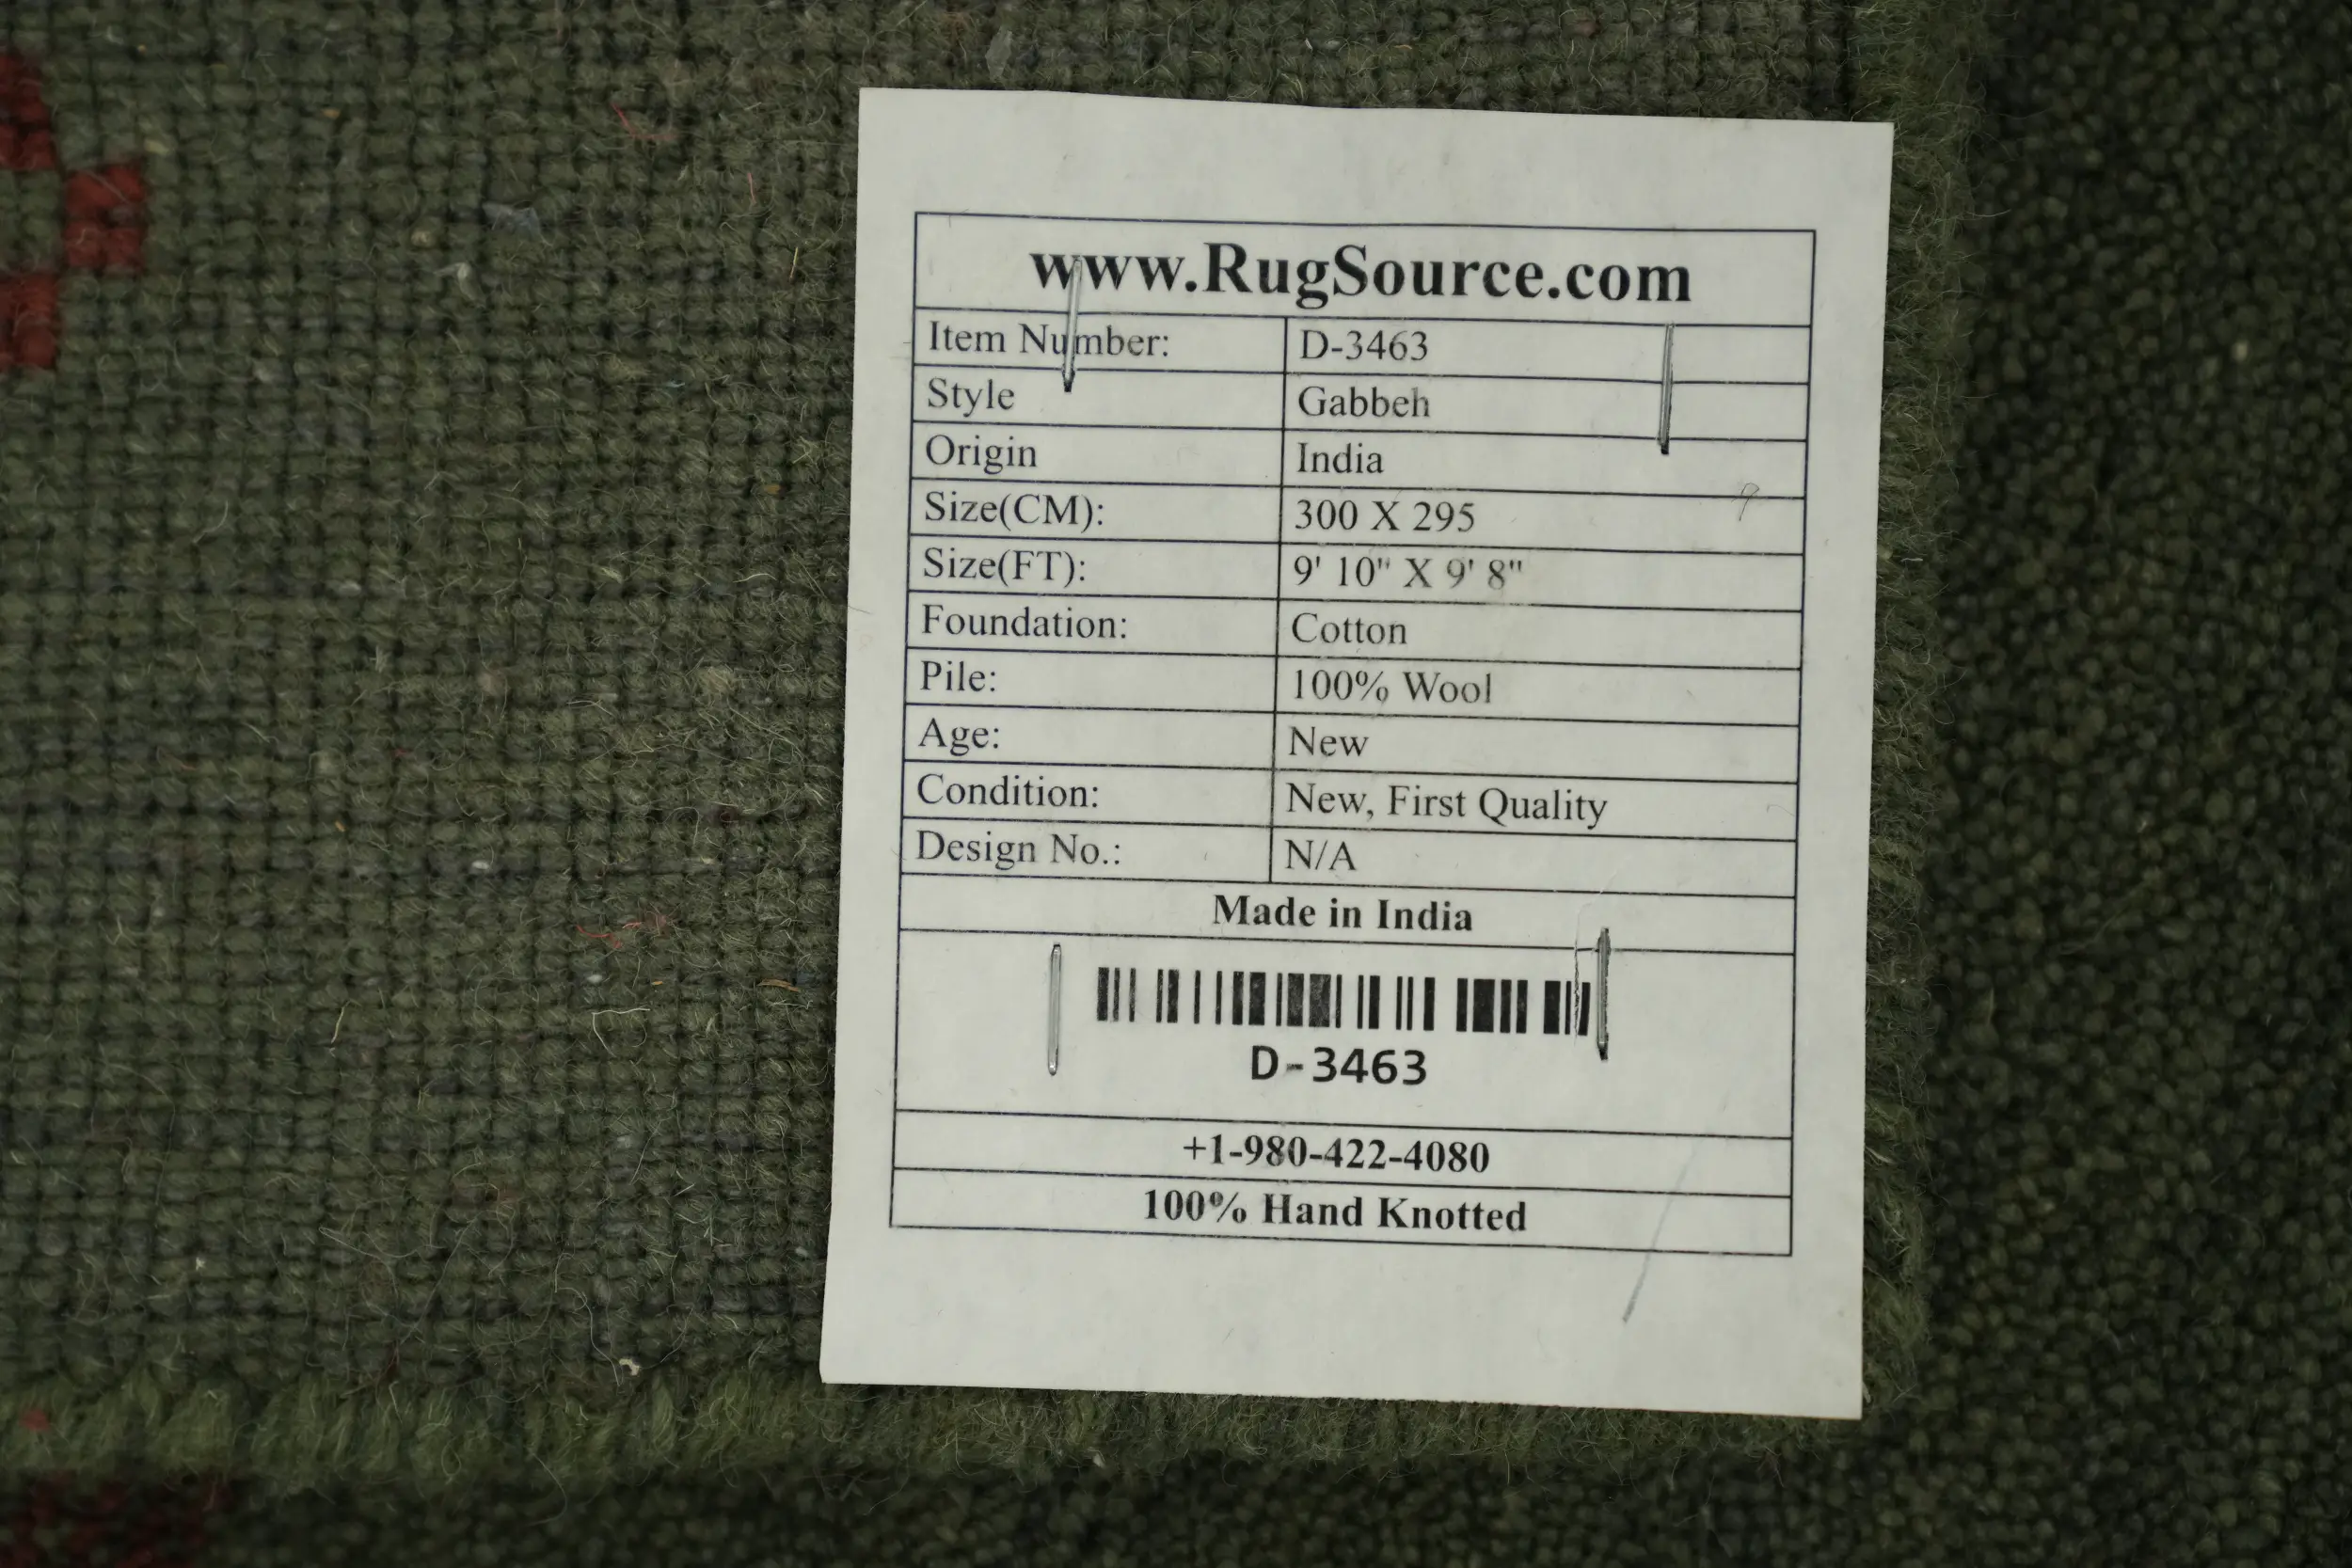 www.RugSource.com
Item Number: D-3463
Style Gabbeh
Origin India
Size(CM): 300 X 295
Size(FT): 9' 10" X 9' 8"
Foundation: Cotton
Pile: 100% Wool
Age: New
Condition: New, First Quality
Design No.: N/A
Made in India
D-3463
+1-980-422-4080
100% Hand Knotted